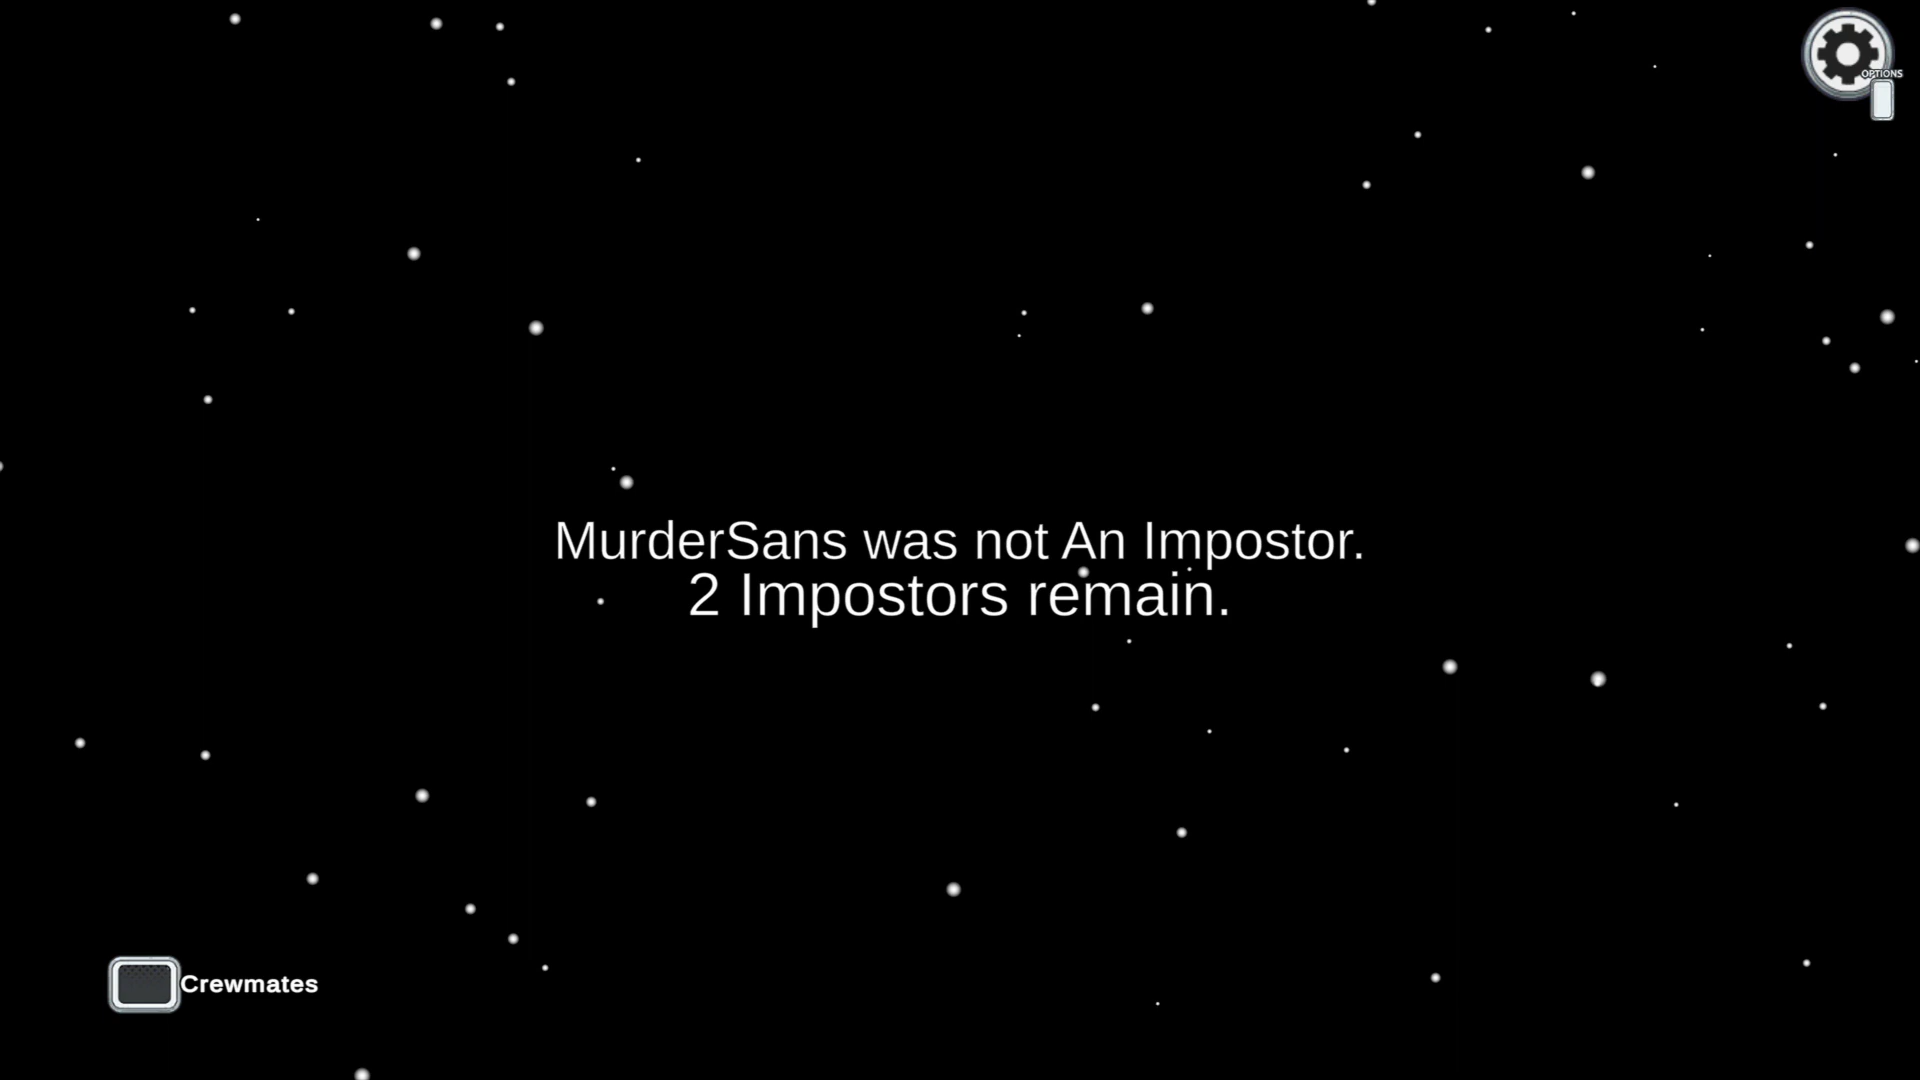 OPTIONS
MurderSans was not An Impostor.
2 Impostors remain.
Crewmates